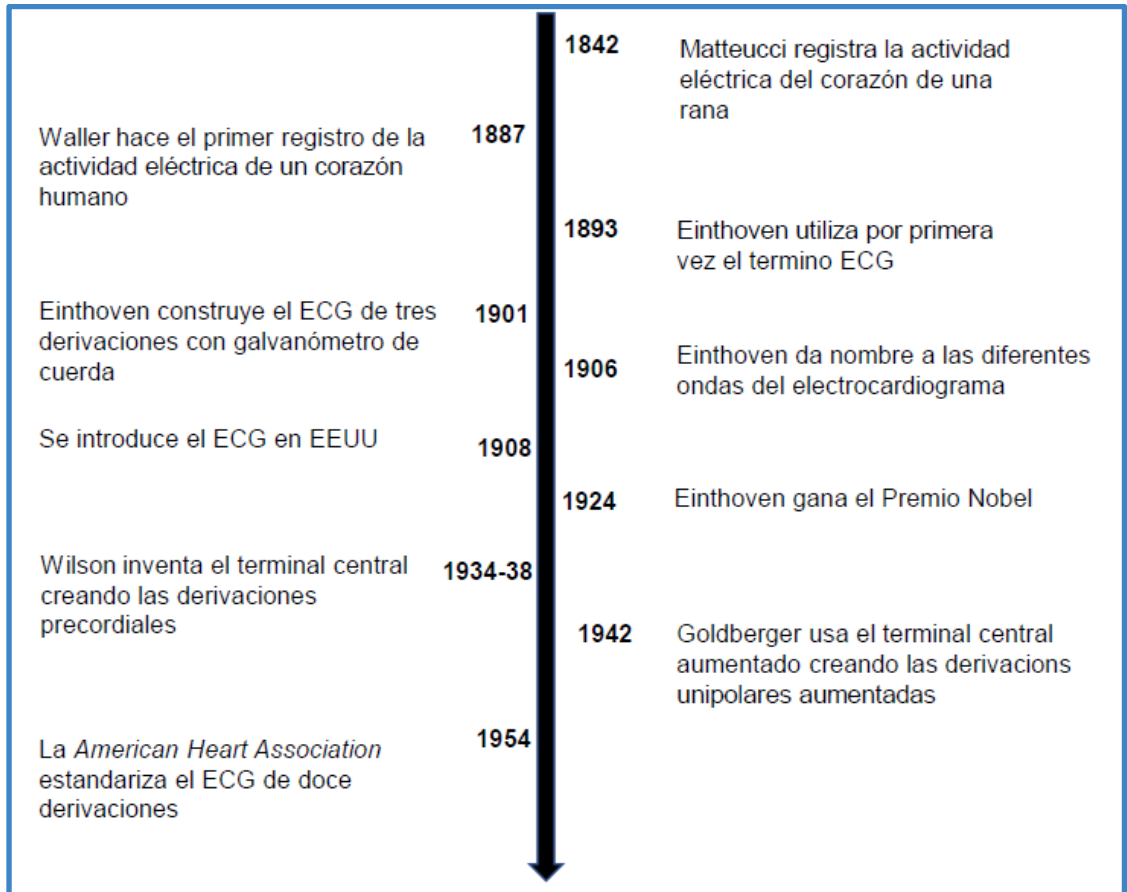 1842
Matteucci registra la actividad
eléctrica del corazón de una
rana
1887
Waller hace el primer registro de la
actividad eléctrica de un corazón
humano
1893
Einthoven utiliza por primera
vez el termino ECG
1901
Einthoven construye el ECG de tres
derivaciones con galvanómetro de
cuerda
1906
Einthoven da nombre a las diferentes
ondas del electrocardiograma
1908
Se introduce el ECG en EEUU
1924
Einthoven gana el Premio Nobel
1934-38
Wilson inventa el terminal central
creando las derivaciones
precordiales
1942
Goldberger usa el terminal central
aumentado creando las derivacions
unipolares aumentadas
1954
La American Heart Association
estandariza el ECG de doce
derivaciones